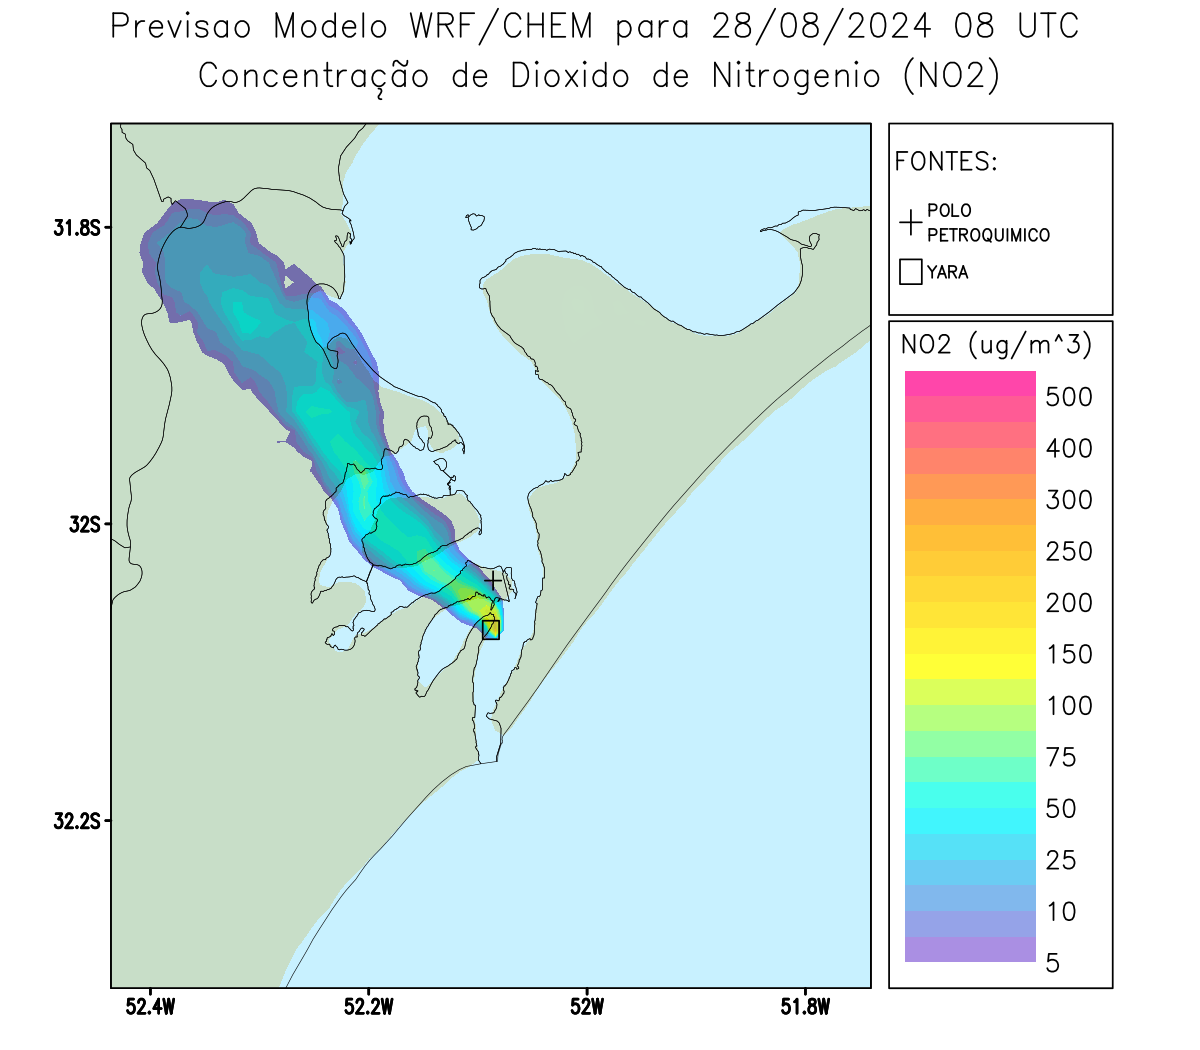 Previsao Modelo WRF/CHEM para 28/08/2024 08 UTC
Concentração de Dioxido de Nitrogenio (NO2)
FONTES:
POLO
PETROQUIMICO
YARA
NO2 (ug/m^3)
500
400
300
250
200
150
100
75
50
25
10
5
31.8S
32S
32.2S
52.4W
52.2W
52W
51.8W